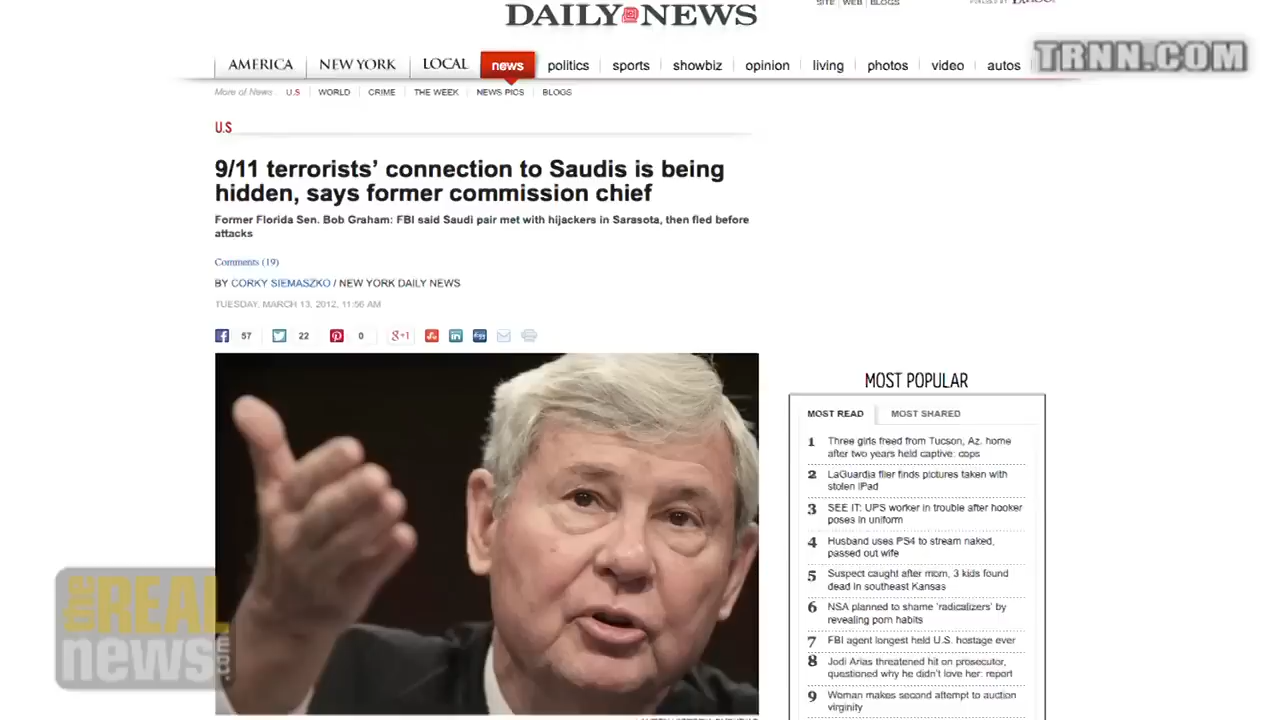 DAILY NEWS
SITE WEB BLOGS
TRNN.COM
AMERICA NEW YORK LOCAL news politics sports showbiz opinion living photos video autos
More of News U.S WORLD CRIME THE WEEK NEWS PICS BLOGS
U.S
9/11 terrorists’ connection to Saudis is being
hidden, says former commission chief
Former Florida Sen. Bob Graham: FBI said Saudi pair met with hijackers in Sarasota, then fled before
attacks
Comments (19)
BY CORKY SIEMASZKO / NEW YORK DAILY NEWS
TUESDAY, MARCH 13, 2012, 11:56 AM
57 22 0 g+1
MOST POPULAR
MOST READ MOST SHARED
1 Three girls freed from Tucson, Az. home
after two years held captive: cops
2 LaGuardia flier finds pictures taken with
stolen iPad
3 SEE IT: UPS worker in trouble after hooker
poses in uniform
4 Husband uses PS4 to stream naked,
passed out wife
5 Suspect caught after mom, 3 kids found
dead in southeast Kansas
6 NSA planned to shame 'radicalizers' by
revealing porn habits
7 FBI agent longest held U.S. hostage ever
8 Jodi Arias threatened hit on prosecutor,
questioned why he didn't love her: report
9 Woman makes second attempt to auction
virginity
the REAL
news.com